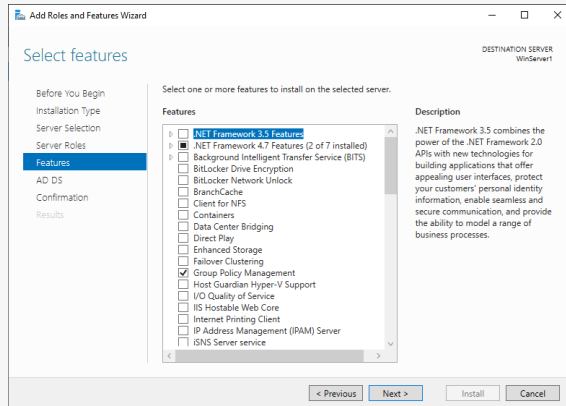 Add Roles and Features Wizard
Select features
DESTINATION SERVER
WinServer1
Before You Begin
Installation Type
Server Selection
Server Roles
Features
AD DS
Confirmation
Results
Select one or more features to install on the selected server.
Features
.NET Framework 3.5 Features
.NET Framework 4.7 Features (2 of 7 installed)
Background Intelligent Transfer Service (BITS)
BitLocker Drive Encryption
BitLocker Network Unlock
BranchCache
Client for NFS
Containers
Data Center Bridging
Direct Play
Enhanced Storage
Failover Clustering
Group Policy Management
Host Guardian Hyper-V Support
I/O Quality of Service
IIS Hostable Web Core
Internet Printing Client
IP Address Management (IPAM) Server
iSNS Server service
Description
.NET Framework 3.5 combines the
power of the .NET Framework 2.0
APIs with new technologies for
building applications that offer
appealing user interfaces, protect
your customers' personal identity
information, enable seamless and
secure communication, and provide
the ability to model a range of
business processes.
< Previous
Next >
Install
Cancel